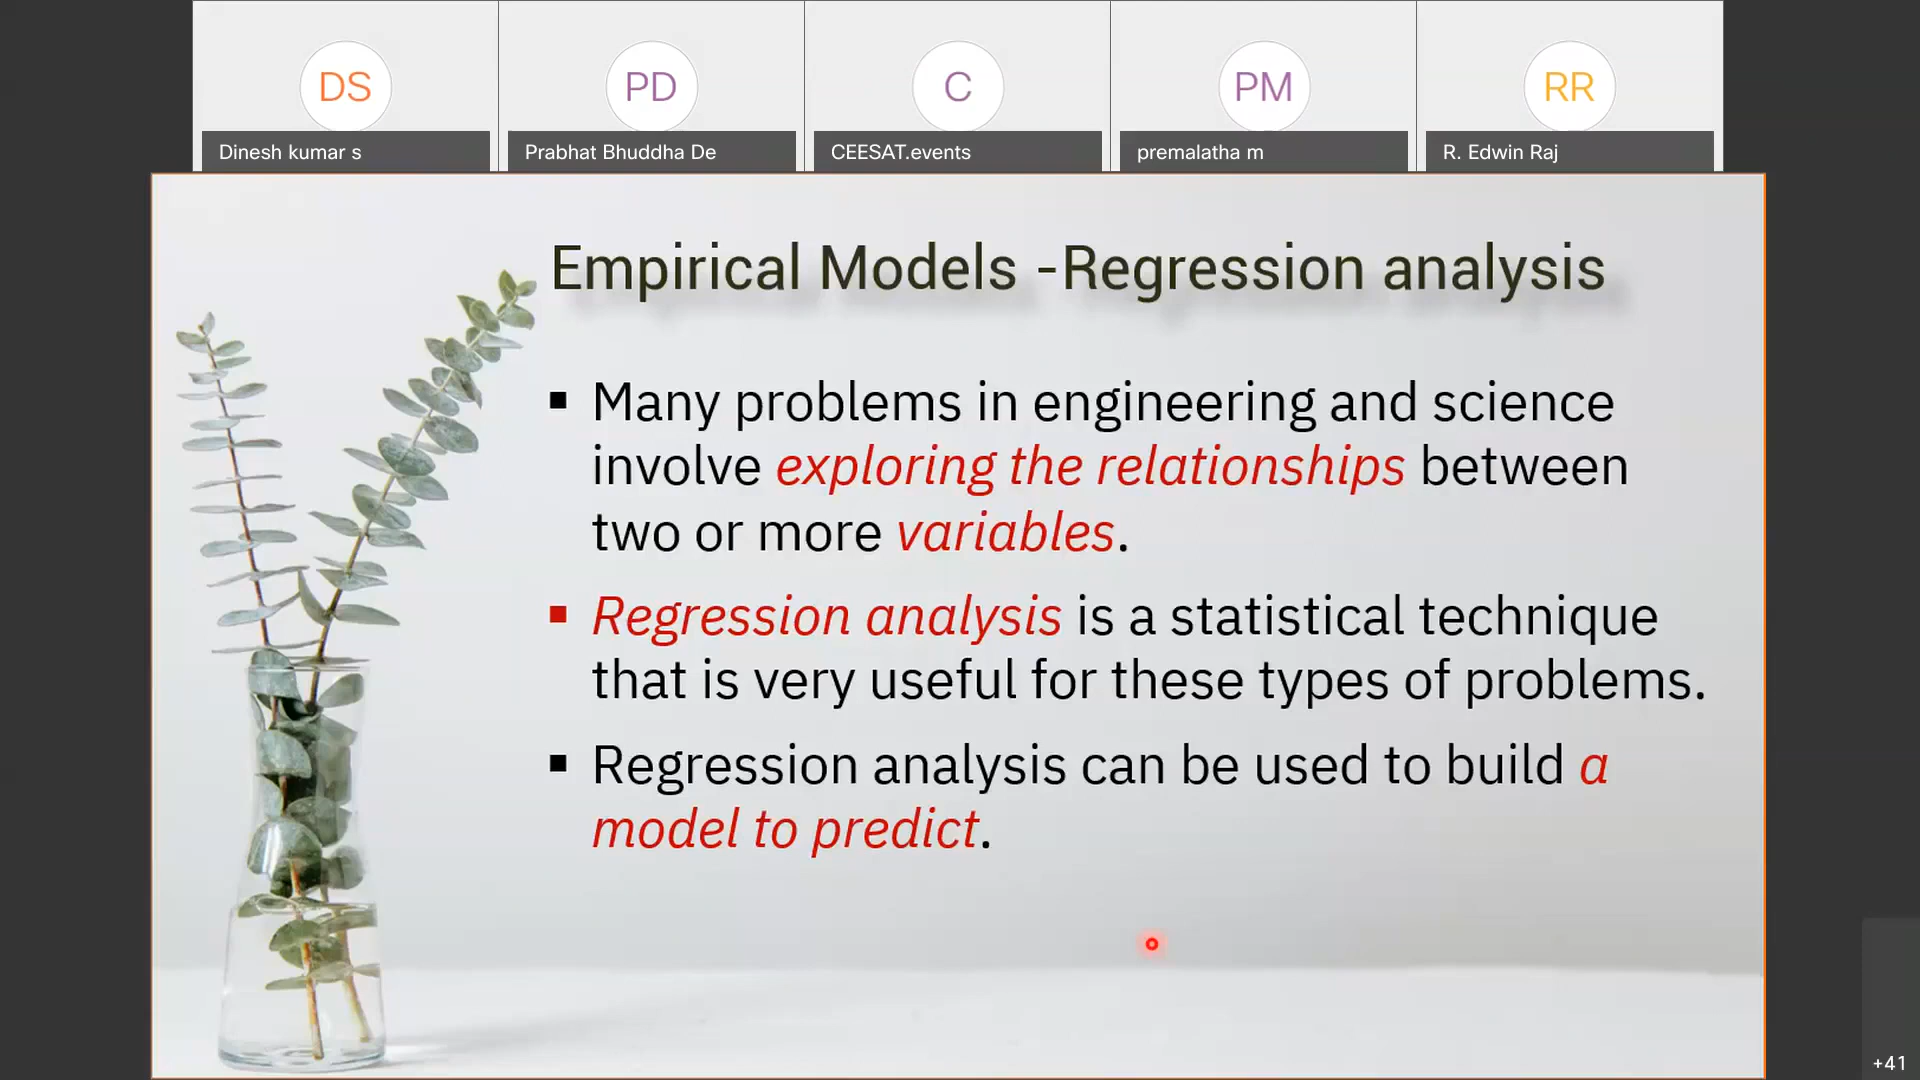 DS
PD
C
PM
RR
Dinesh kumar s
Prabhat Bhuddha De
CEESAT.events
premalatha m
R. Edwin Raj
Empirical Models -Regression analysis
▪ Many problems in engineering and science
involve exploring the relationships between
two or more variables.
▪ Regression analysis is a statistical technique
that is very useful for these types of problems.
▪ Regression analysis can be used to build a
model to predict.
+41